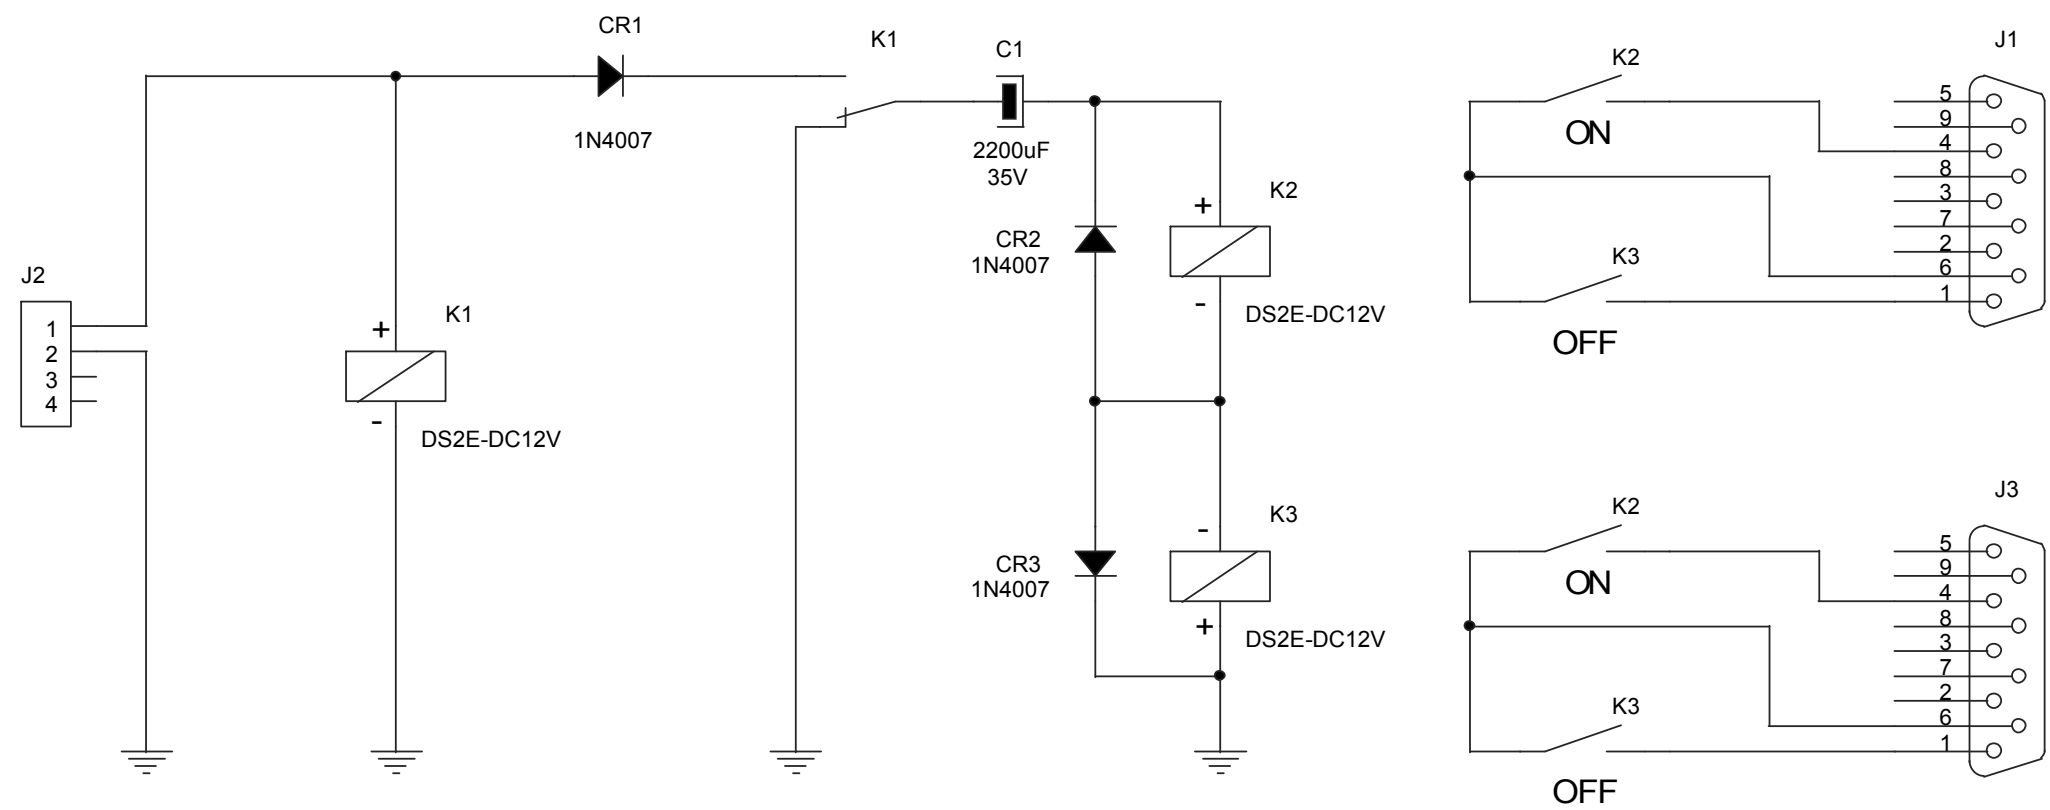 CR1
1N4007
K1
C1
2200uF
35V
J2
1
2
3
4
+
K1
-
DS2E-DC12V
CR2
1N4007
+
K2
-
DS2E-DC12V
CR3
1N4007
-
K3
+
DS2E-DC12V
K2
ON
K3
OFF
J1
5
9
4
8
3
7
2
6
1
K2
ON
K3
OFF
J3
5
9
4
8
3
7
2
6
1